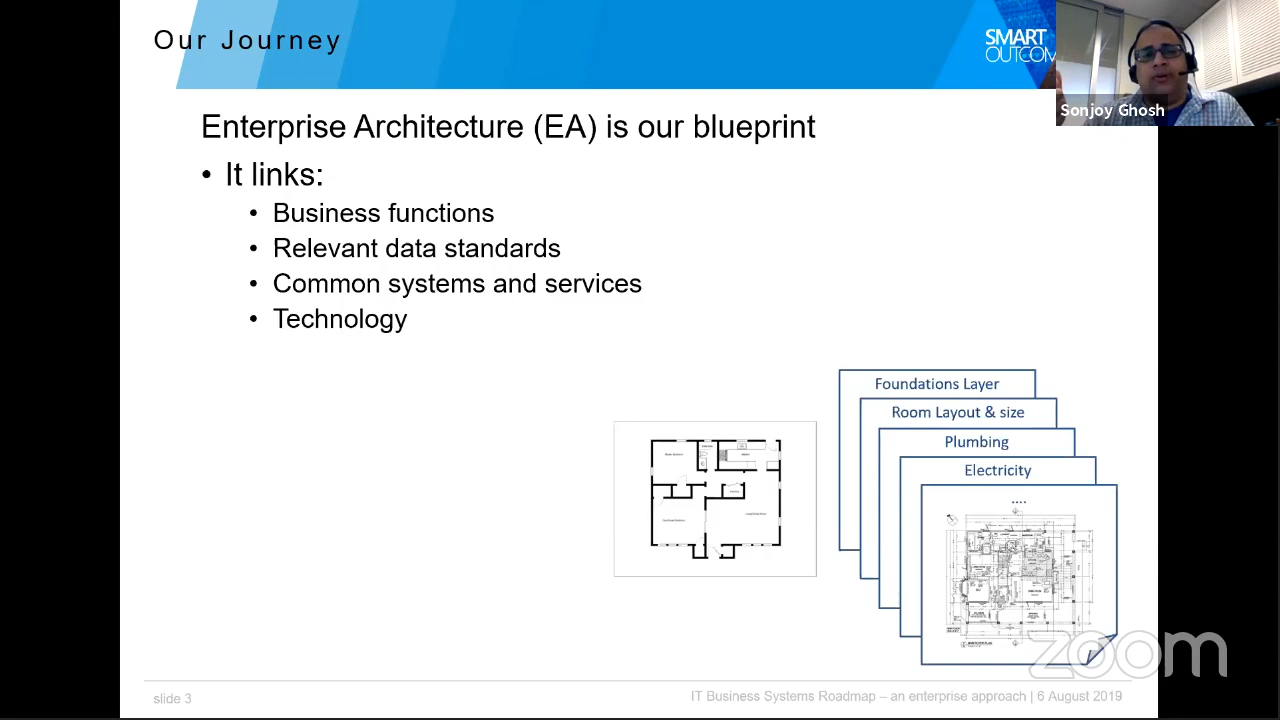 Our Journey
SMART
OUTCOM
Sonjoy Ghosh
Enterprise Architecture (EA) is our blueprint
• It links:
• Business functions
• Relevant data standards
• Common systems and services
• Technology
Foundations Layer
Room Layout & size
Plumbing
Electricity
....
zoom
slide 3
IT Business Systems Roadmap – an enterprise approach | 6 August 2019